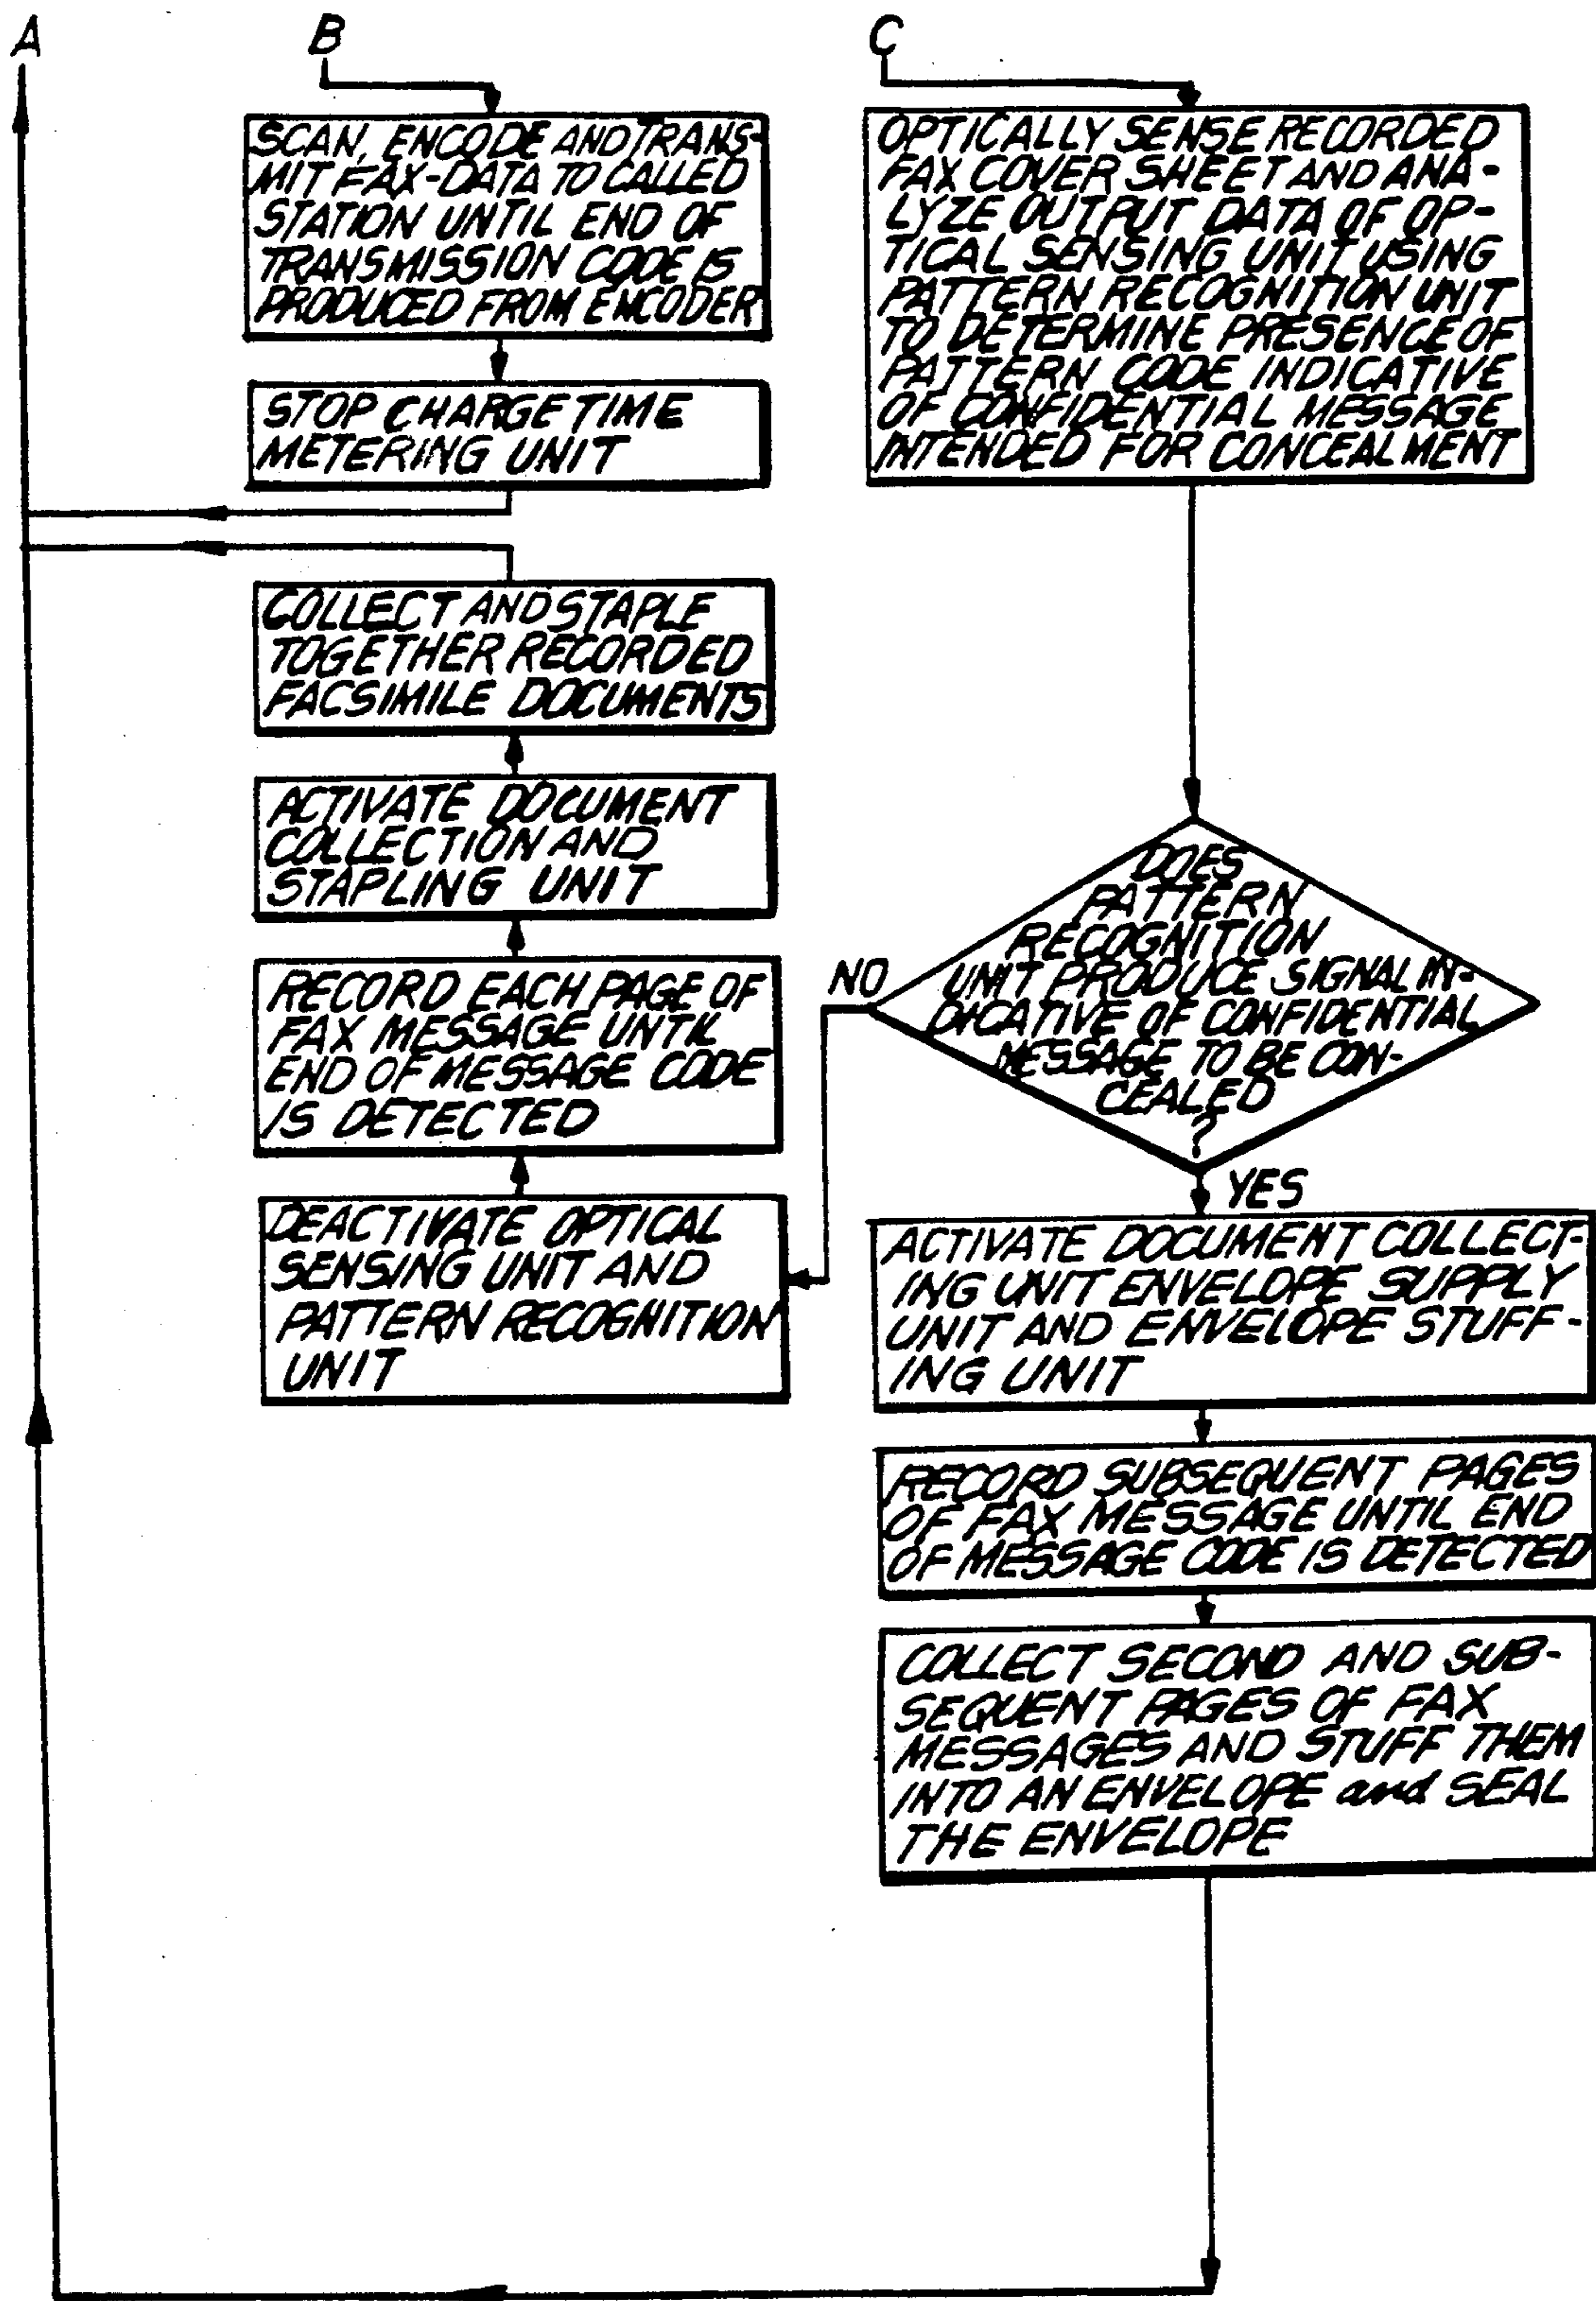 A
B
C
SCAN, ENCODE AND TRANS-
MIT FAX-DATA TO CALLED
STATION UNTIL END OF
TRANSMISSION CODE IS
PRODUCED FROM ENCODER
STOP CHARGE TIME
METERING UNIT
COLLECT AND STAPLE
TOGETHER RECORDED
FACSIMILE DOCUMENTS
ACTIVATE DOCUMENT
COLLECTION AND
STAPLING UNIT
RECORD EACH PAGE OF
FAX MESSAGE UNTIL
END OF MESSAGE CODE
IS DETECTED
DEACTIVATE OPTICAL
SENSING UNIT AND
PATTERN RECOGNITION
UNIT
OPTICALLY SENSE RECORDED
FAX COVER SHEET AND ANA-
LYZE OUTPUT DATA OF OP-
TICAL SENSING UNIT USING
PATTERN RECOGNITION UNIT
TO DETERMINE PRESENCE OF
PATTERN CODE INDICATIVE
OF CONFIDENTIAL MESSAGE
INTENDED FOR CONCEALMENT
DOES
PATTERN
RECOGNITION
UNIT PRODUCE SIGNAL IN-
DICATIVE OF CONFIDENTIAL
MESSAGE TO BE CON-
CEALED
?
NO
YES
ACTIVATE DOCUMENT COLLECT-
ING UNIT ENVELOPE SUPPLY
UNIT AND ENVELOPE STUFF-
ING UNIT
RECORD SUBSEQUENT PAGES
OF FAX MESSAGE UNTIL END
OF MESSAGE CODE IS DETECTED
COLLECT SECOND AND SUB-
SEQUENT PAGES OF FAX
MESSAGES AND STUFF THEM
INTO AN ENVELOPE and SEAL
THE ENVELOPE